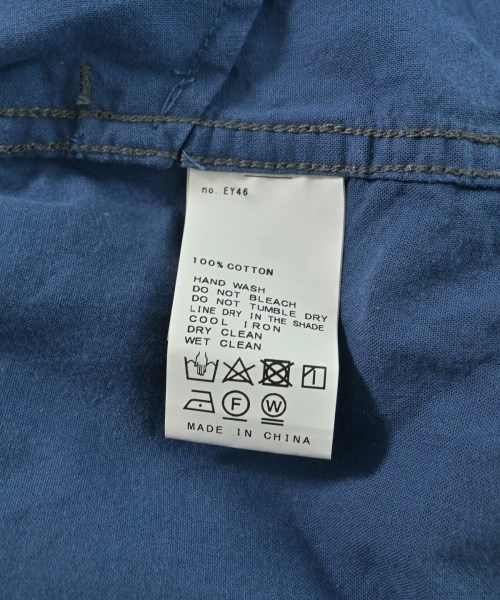 no. EY46
100% COTTON
HAND WASH
DO NOT BLEACH
DO NOT TUMBLE DRY
LINE DRY IN THE SHADE
COOL IRON
DRY CLEAN
WET CLEAN
F W
MADE IN CHINA